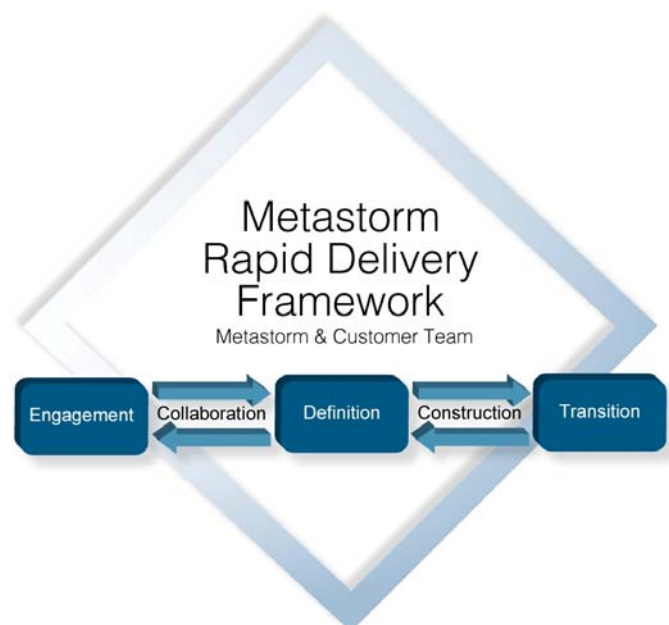 Metastorm
Rapid Delivery
Framework
Metastorm & Customer Team
Engagement
Collaboration
Definition
Construction
Transition